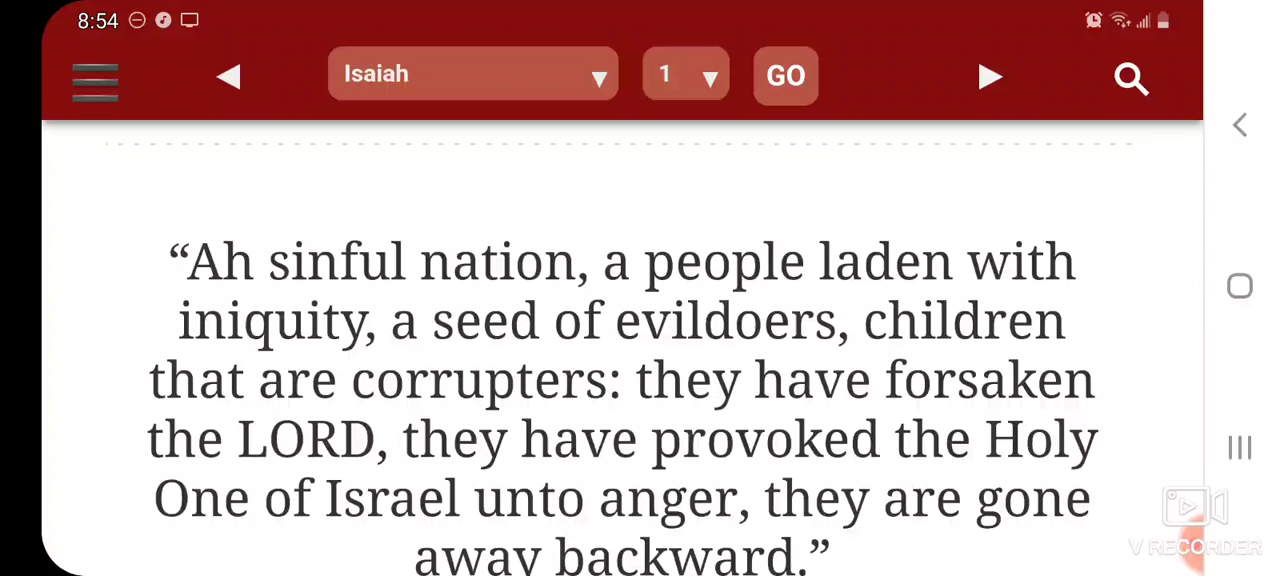 8:54
Isaiah 1 GO
“Ah sinful nation, a people laden with
iniquity, a seed of evildoers, children
that are corrupters: they have forsaken
the LORD, they have provoked the Holy
One of Israel unto anger, they are gone
away backward.”
V RECORDER